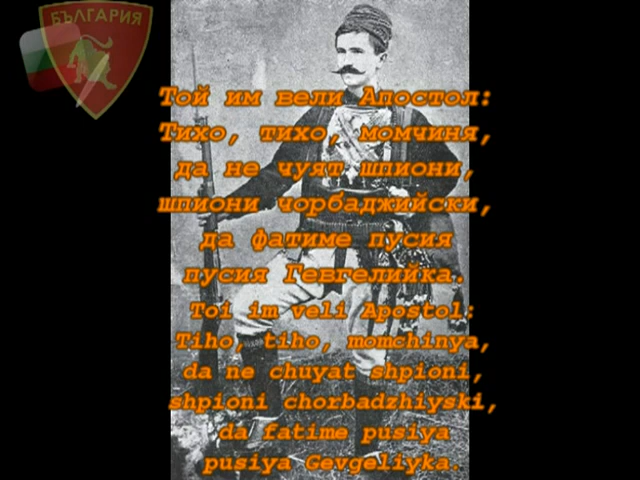 БЪЛГАРИЯ
Той им вели Апостол:
Тихо, тихо, момчиня,
да не чуят шпиони,
шпиони чорбаджийски,
да фатиме пусия
пусия Гевгелийка.
Toi im veli Apostol:
Tiho, tiho, momchinya,
da ne chuyat shpioni,
shpioni chorbadzhiyski,
da fatime pusiya
pusiya Gevgeliyka.